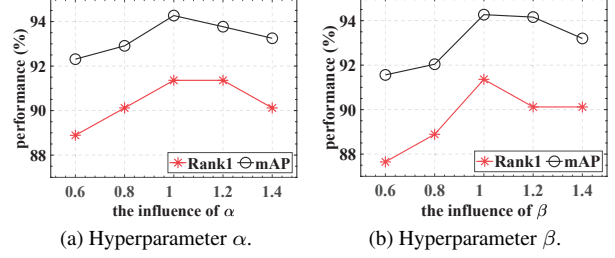 performance (%)
94
92
90
88
Rank1 mAP
0.6 0.8 1 1.2 1.4
the influence of α
(a) Hyperparameter α.
performance (%)
94
92
90
88
Rank1 mAP
0.6 0.8 1 1.2 1.4
the influence of β
(b) Hyperparameter β.